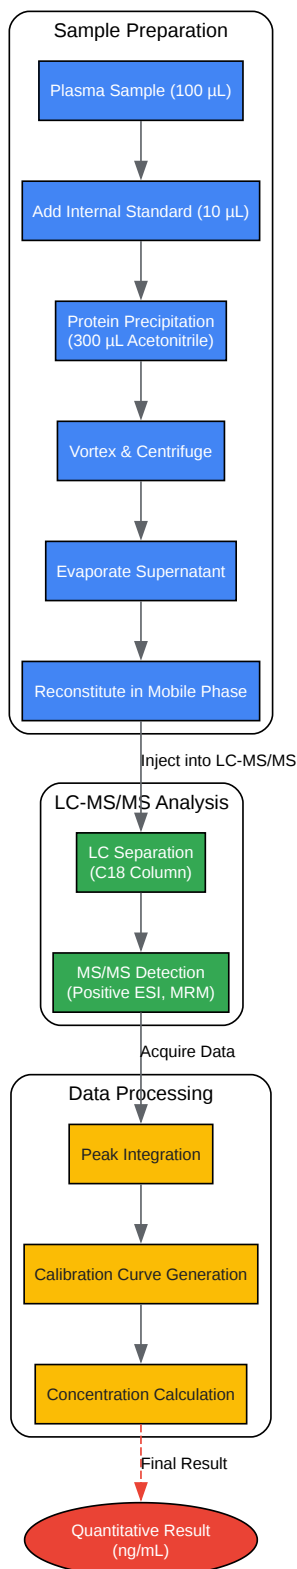 Sample Preparation
Plasma Sample (100 µL)
Add Internal Standard (10 µL)
Protein Precipitation
(300 µL Acetonitrile)
Vortex & Centrifuge
Evaporate Supernatant
Reconstitute in Mobile Phase
Inject into LC-MS/MS
LC-MS/MS Analysis
LC Separation
(C18 Column)
MS/MS Detection
(Positive ESI, MRM)
Acquire Data
Data Processing
Peak Integration
Calibration Curve Generation
Concentration Calculation
Final Result
Quantitative Result
(ng/mL)